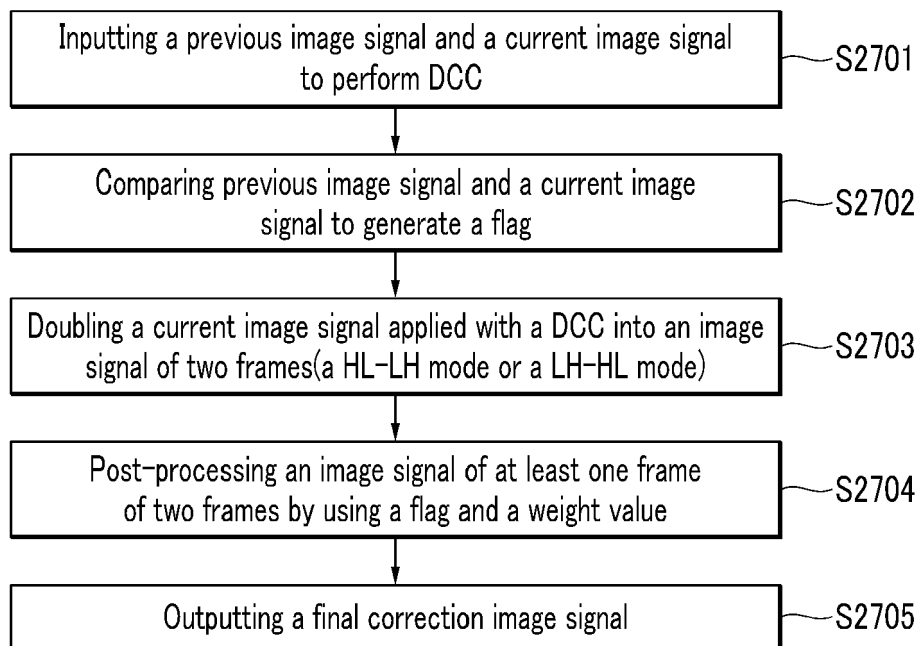 Inputting a previous image signal and a current image signal
to perform DCC
S2701
Comparing previous image signal and a current image
signal to generate a flag
S2702
Doubling a current image signal applied with a DCC into an image
signal of two frames(a HL-LH mode or a LH-HL mode)
S2703
Post-processing an image signal of at least one frame
of two frames by using a flag and a weight value
S2704
Outputting a final correction image signal
S2705